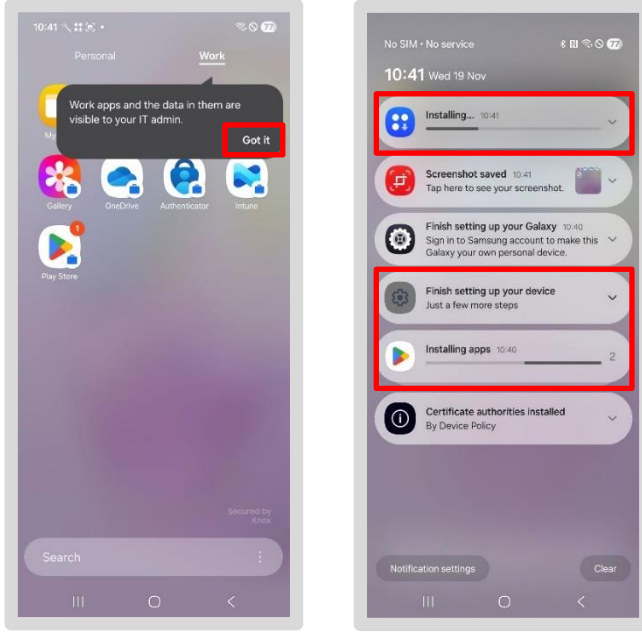 10:41
77
Personal Work
Work apps and the data in them are
visible to your IT admin.
Got it
My
Gallery OneDrive Authenticator Intune
1
Play Store
Secured by
Knox
Search
No SIM • No service
77
10:41 Wed 19 Nov
Installing... 10:41
Screenshot saved 10:41
Tap here to see your screenshot.
Finish setting up your Galaxy 10:40
Sign in to Samsung account to make this
Galaxy your own personal device.
Finish setting up your device
Just a few more steps
Installing apps 10:40
2
Certificate authorities installed
By Device Policy
Notification settings Clear